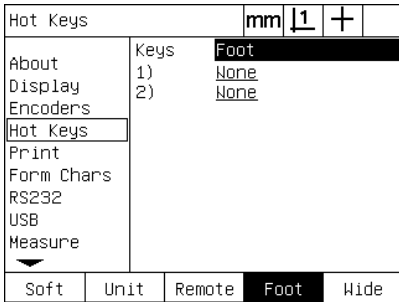 Hot Keys mm 1
About
Display
Encoders
Hot Keys
Print
Form Chars
RS232
USB
Measure
Keys Foot
1) None
2) None
Soft Unit Remote Foot Wide